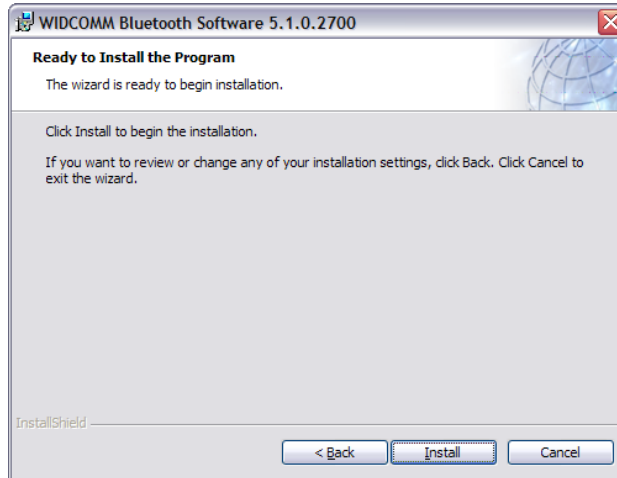 WIDCOMM Bluetooth Software 5.1.0.2700
Ready to Install the Program
The wizard is ready to begin installation.
Click Install to begin the installation.
If you want to review or change any of your installation settings, click Back. Click Cancel to
exit the wizard.
InstallShield
< Back Install Cancel